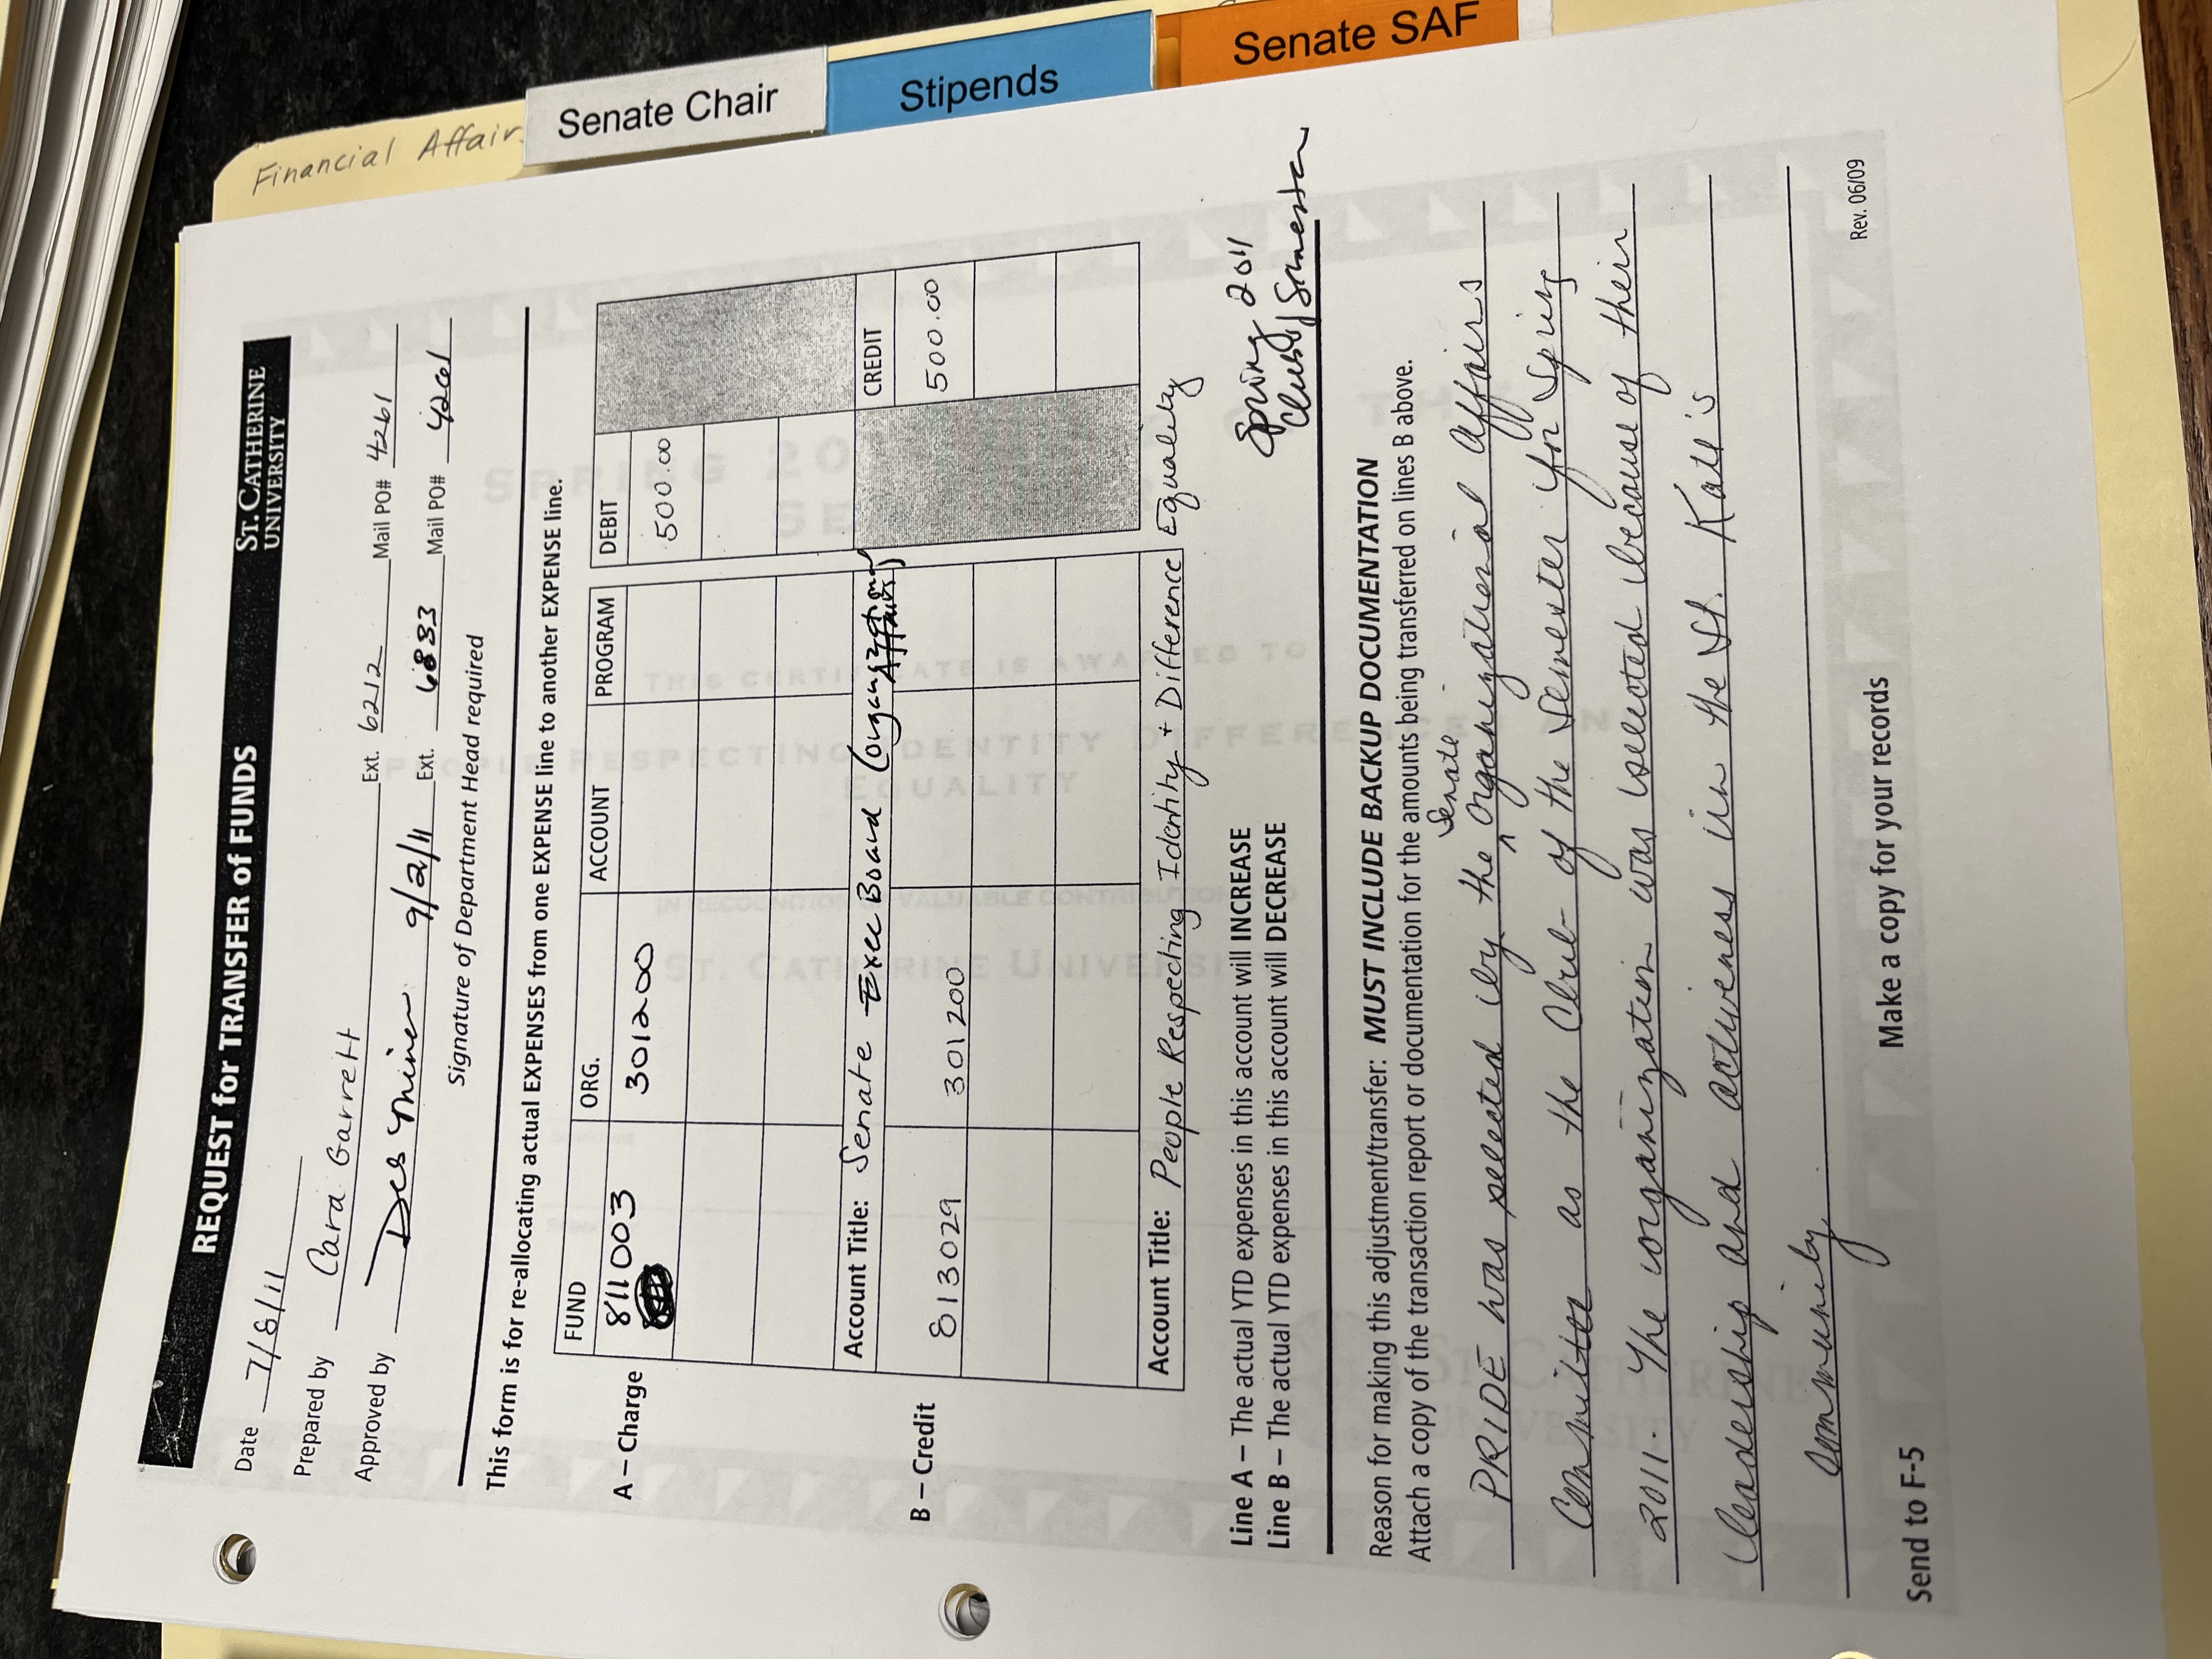 REQUEST for TRANSFER of FUNDS
ST. CATHERINE
UNIVERSITY
Date 7/8/11
Prepared by Cara Garrett Ext. 6212 Mail PO# 4261
Approved by 9/2/11 Ext. 6883 Mail PO# 4261
Signature of Department Head required
This form is for re-allocating actual EXPENSES from one EXPENSE line to another EXPENSE line.
FUND ORG. ACCOUNT PROGRAM DEBIT
A – Charge 811003 301200 500.00
Account Title: Senate Exec Board (Organizational Affairs)
CREDIT
B – Credit 813029 301200 500.00
Account Title: People Respecting Identity + Difference Equality
Line A – The actual YTD expenses in this account will INCREASE
Line B – The actual YTD expenses in this account will DECREASE
Spring 2011
Club of Semester
Reason for making this adjustment/transfer: MUST INCLUDE BACKUP DOCUMENTATION
Attach a copy of the transaction report or documentation for the amounts being transferred on lines B above.
PRIDE was selected by the Senate Organizational Affairs
Committee as the Club of the Semester for Spring
2011. The organization was selected because of their
leadership and activeness in the St. Kate's
community
Rev. 06/09
Make a copy for your records
Send to F-5
Financial Affair
Senate Chair
Stipends
Senate SAF